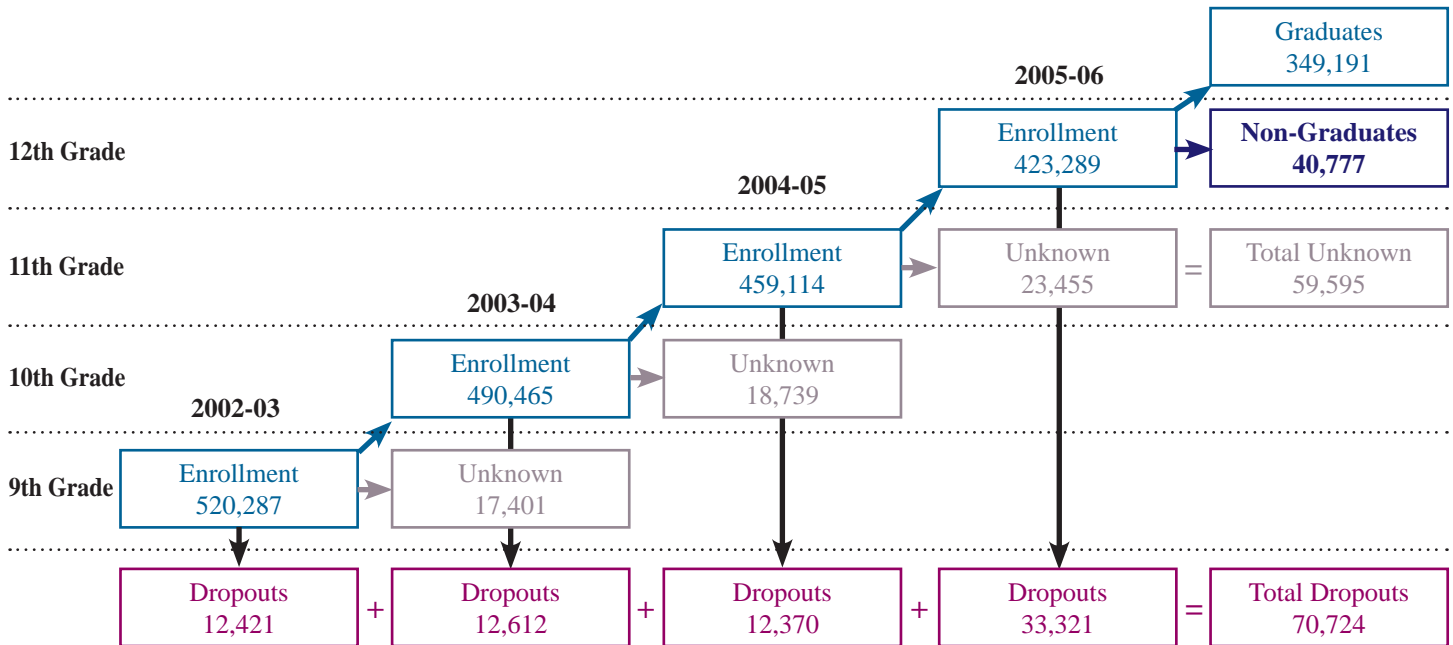 Graduates
349,191
2005-06
12th Grade
Enrollment
423,289
Non-Graduates
40,777
2004-05
11th Grade
Enrollment
459,114
Unknown
23,455
=
Total Unknown
59,595
2003-04
10th Grade
Enrollment
490,465
Unknown
18,739
2002-03
9th Grade
Enrollment
520,287
Unknown
17,401
Dropouts
12,421
+
Dropouts
12,612
+
Dropouts
12,370
+
Dropouts
33,321
=
Total Dropouts
70,724